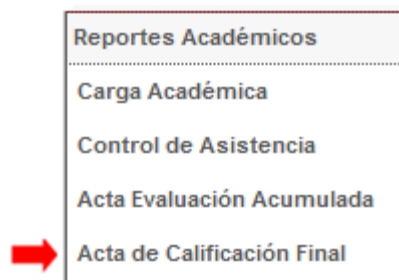 Reportes Académicos
Carga Académica
Control de Asistencia
Acta Evaluación Acumulada
Acta de Calificación Final